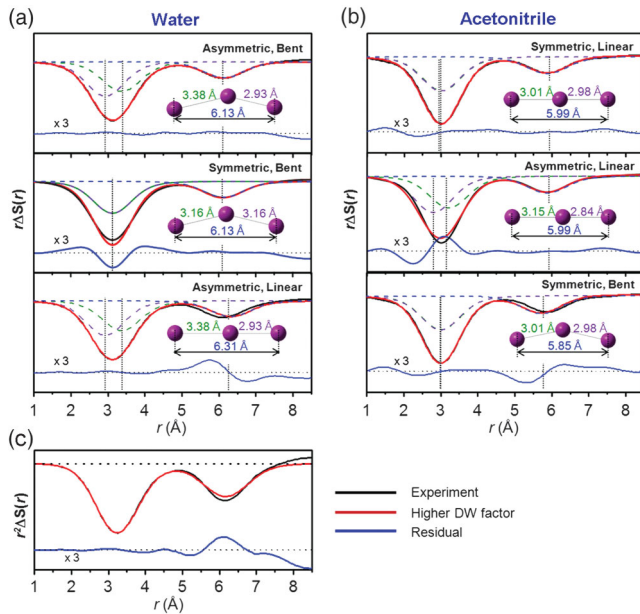 (a) Water
Asymmetric, Bent
3.38 Å 2.93 Å
6.13 Å
x 3
Symmetric, Bent
3.16 Å 3.16 Å
6.13 Å
x 3
Asymmetric, Linear
3.38 Å 2.93 Å
6.31 Å
x 3
rΔS(r)
1 2 3 4 5 6 7 8
r (Å)
(b) Acetonitrile
Symmetric, Linear
3.01 Å 2.98 Å
5.99 Å
x 3
Asymmetric, Linear
3.15 Å 2.84 Å
5.99 Å
x 3
Symmetric, Bent
3.01 Å 2.98 Å
5.85 Å
x 3
rΔS(r)
1 2 3 4 5 6 7 8
r (Å)
(c)
r²ΔS(r)
x 3
1 2 3 4 5 6 7 8
r (Å)
Experiment
Higher DW factor
Residual